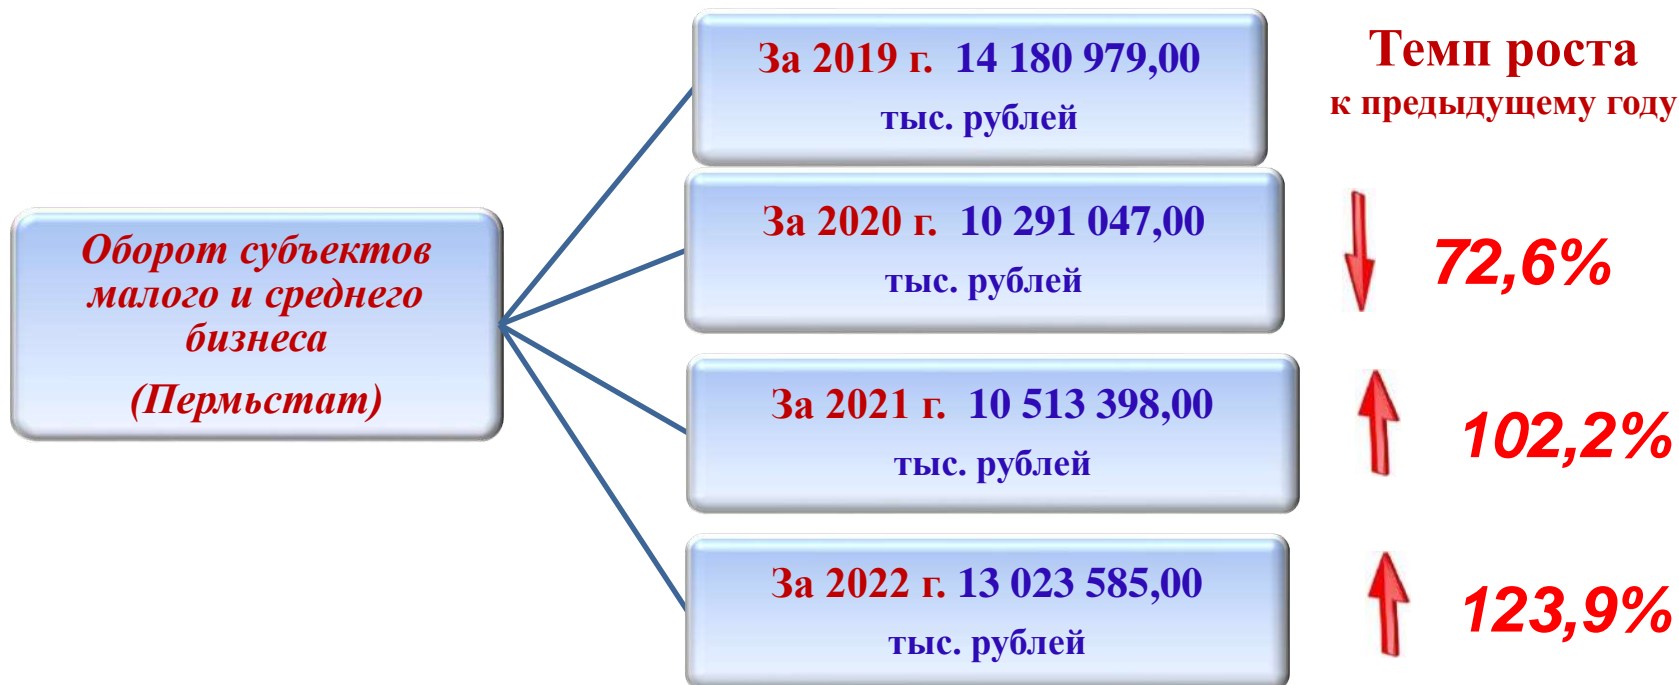 Оборот субъектов
малого и среднего
бизнеса
(Пермьстат)
За 2019 г. 14 180 979,00
тыс. рублей
Темп роста
к предыдущему году
За 2020 г. 10 291 047,00
тыс. рублей
72,6%
За 2021 г. 10 513 398,00
тыс. рублей
102,2%
За 2022 г. 13 023 585,00
тыс. рублей
123,9%